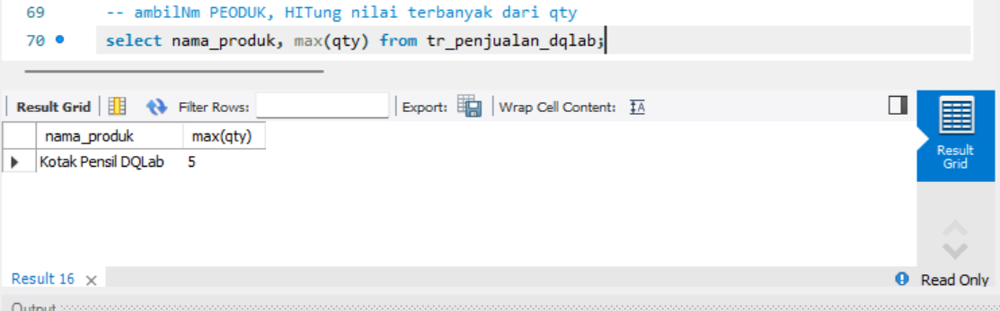 69 -- ambilNm PEODUK, HITung nilai terbanyak dari qty
70 select nama_produk, max(qty) from tr_penjualan_dqlab;
Result Grid Filter Rows: Export: Wrap Cell Content:
nama_produk max(qty)
Kotak Pensil DQLab 5
Result
Grid
Result 16 Read Only
Output